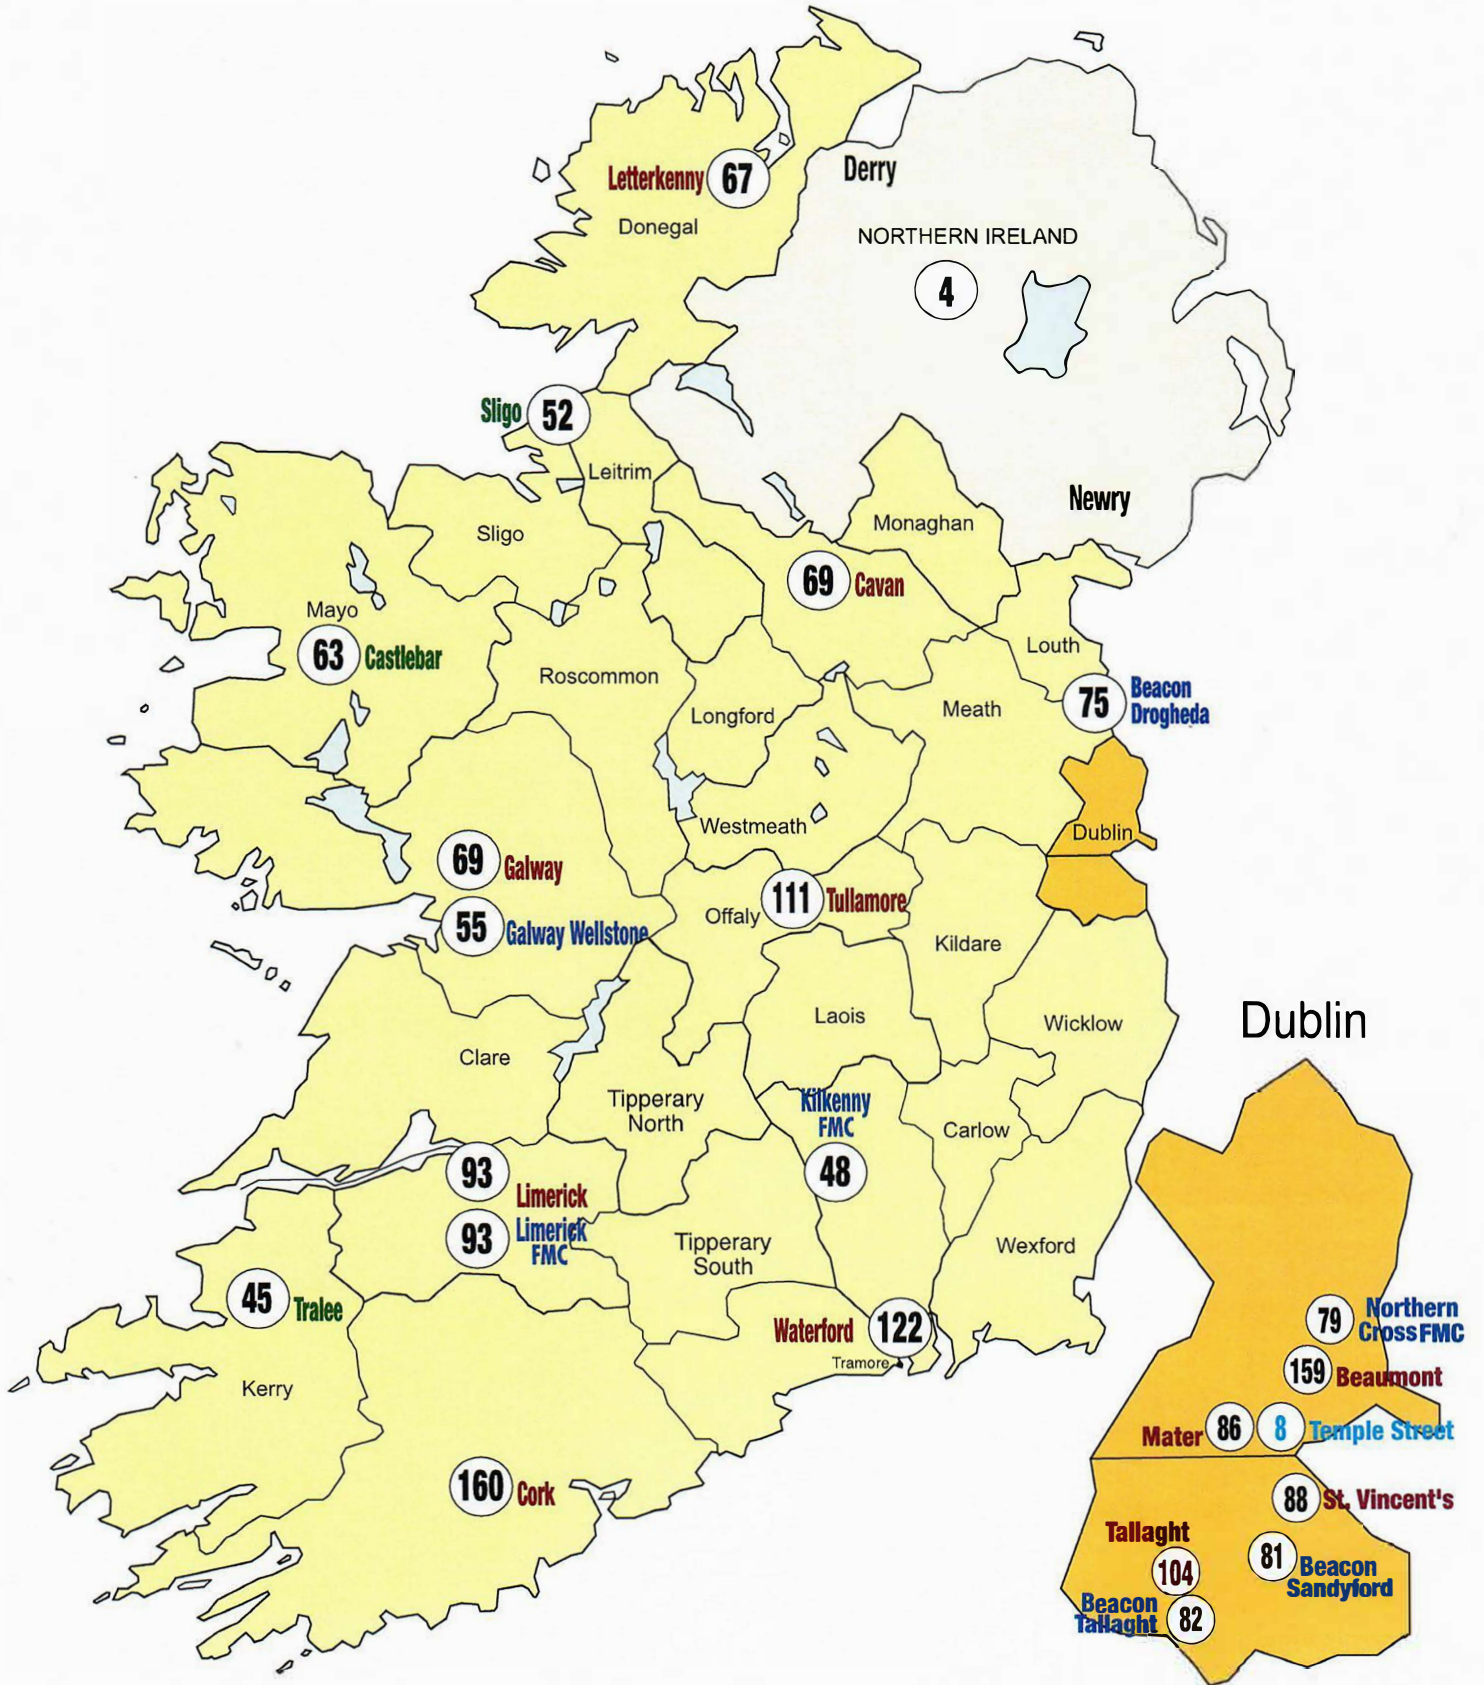 Derry
Letterkenny 67
Donegal
NORTHERN IRELAND
4
Sligo 52
Leitrim
Newry
Monaghan
Sligo
69 Cavan
Mayo
63 Castlebar
Louth
Roscommon
Longford
Meath
75 Beacon
Drogheda
Westmeath
Dublin
69 Galway
111 Tullamore
Offaly
55 Galway Wellstone
Kildare
Laois
Wicklow
Clare
Tipperary
North
Kilkenny
FMC
48
Carlow
93
Limerick
93 Limerick
FMC
Tipperary
South
Wexford
45 Tralee
Waterford 122
Tramore
Kerry
160 Cork
Dublin
79 Northern
Cross FMC
159 Beaumont
Mater 86 8 Temple Street
88 St. Vincent's
Tallaght
104
81 Beacon
Sandyford
Beacon
Tallaght 82